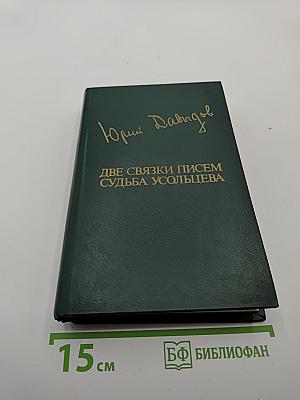 Юрий Давыдов
ДВЕ СВЯЗКИ ПИСЕМ
СУДЬБА УСОЛЬЦЕВА
15 см
БФ БИБЛИОФАН